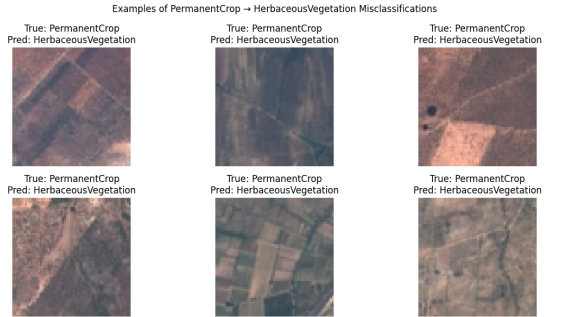 Examples of PermanentCrop → HerbaceousVegetation Misclassifications
True: PermanentCrop
Pred: HerbaceousVegetation
True: PermanentCrop
Pred: HerbaceousVegetation
True: PermanentCrop
Pred: HerbaceousVegetation
True: PermanentCrop
Pred: HerbaceousVegetation
True: PermanentCrop
Pred: HerbaceousVegetation
True: PermanentCrop
Pred: HerbaceousVegetation